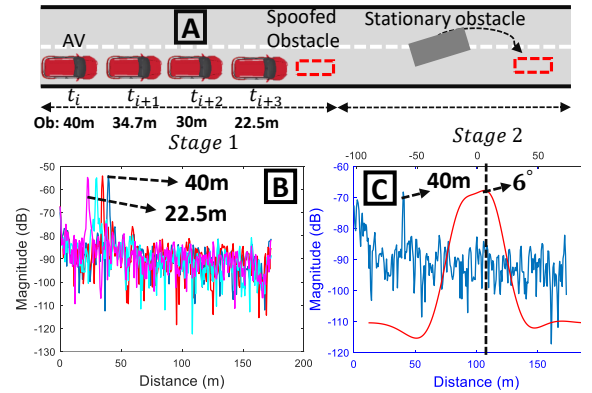 A
AV
Spoofed
Obstacle
Stationary obstacle
t_i t_{i+1} t_{i+2} t_{i+3}
Ob: 40m 34.7m 30m 22.5m
Stage 1
Stage 2
B
40m
22.5m
-50
-60
-70
-80
-90
-100
-110
-120
-130
0 50 100 150 200
Magnitude (dB)
Distance (m)
C
-100 -50 0 50
40m
6°
-60
-70
-80
-90
-100
-110
-120
0 50 100 150
Magnitude (dB)
Distance (m)